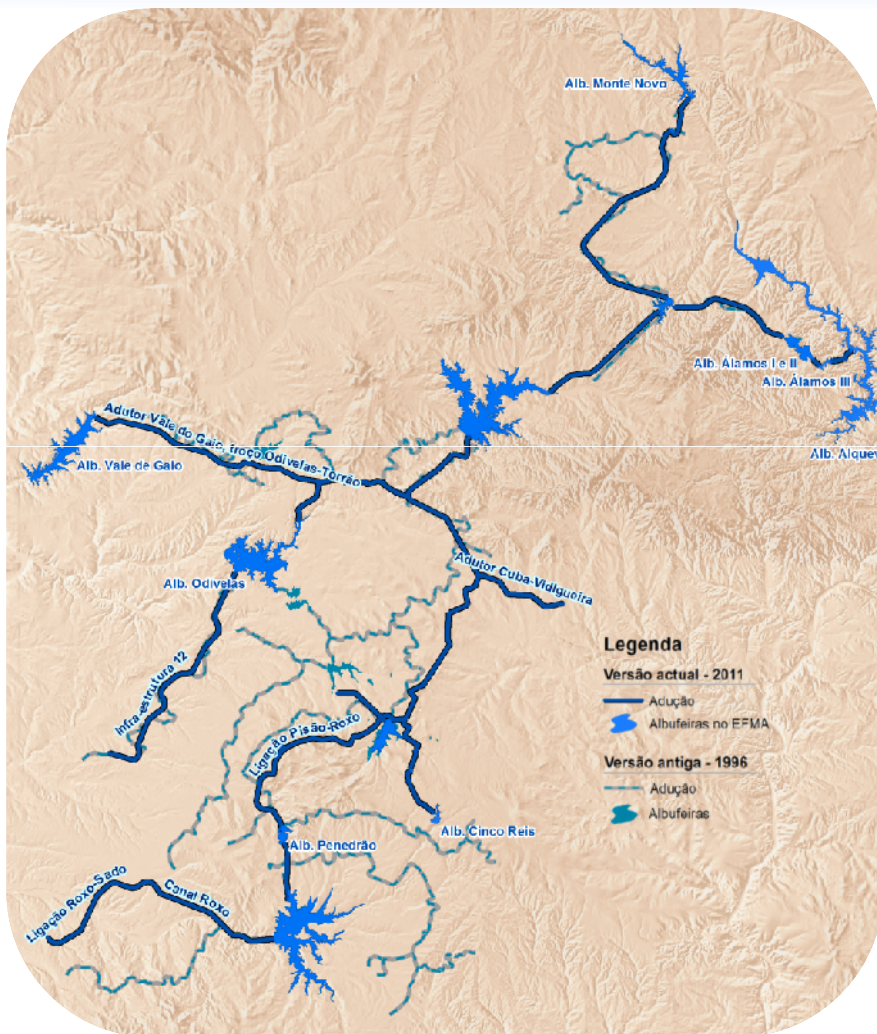 Alb. Monte Novo
Alb. Álamos I e II
Alb. Álamos III
Adutor Vale do Gaio, troço Odivelas-Torrão
Alb. Vale de Gaio
Alb. Alquev
Alb. Odivelas
Adutor Cuba-Vidigueira
Infra-estrutura 12
Ligação Pisão-Roxo
Legenda
Versão actual - 2011
Adução
Albufeiras no EFMA
Versão antiga - 1996
Adução
Albufeiras
Alb. Cinco Reis
Alb. Penedrão
Ligação Roxo-Sado
Canal Roxo